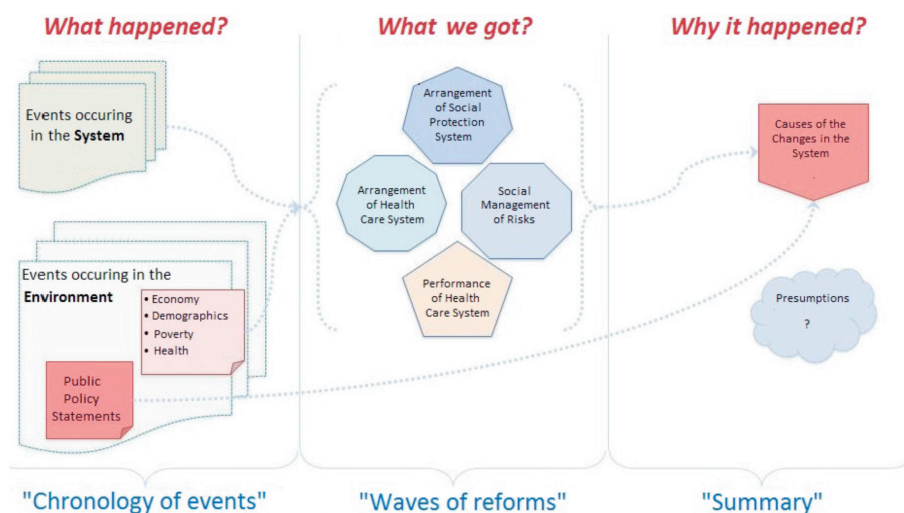 What happened?
What we got?
Why it happened?
Events occuring
in the System
Events occuring in the
Environment
• Economy
• Demographics
• Poverty
• Health
Public
Policy
Statements
Arrangement
of Social
Protection
System
Arrangement
of Health
Care System
Social
Management
of Risks
Performance
of Health
Care System
Causes of the
Changes in the
System
Presumptions
?
"Chronology of events"
"Waves of reforms"
"Summary"